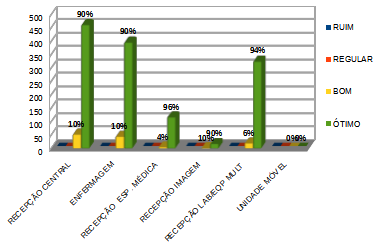 500
450
400
350
300
250
200
150
100
50
0
90%
10%
90%
10%
96%
4%
90%
10%
94%
6%
0%
0%
RECEPÇÃO CENTRAL
ENFERMAGEM
RECEPÇÃO ESP. MÉDICA
RECEPÇÃO IMAGEM
RECEPÇÃO LAB/EQP MULT
UNIDADE MÓVEL
RUIM
REGULAR
BOM
ÓTIMO